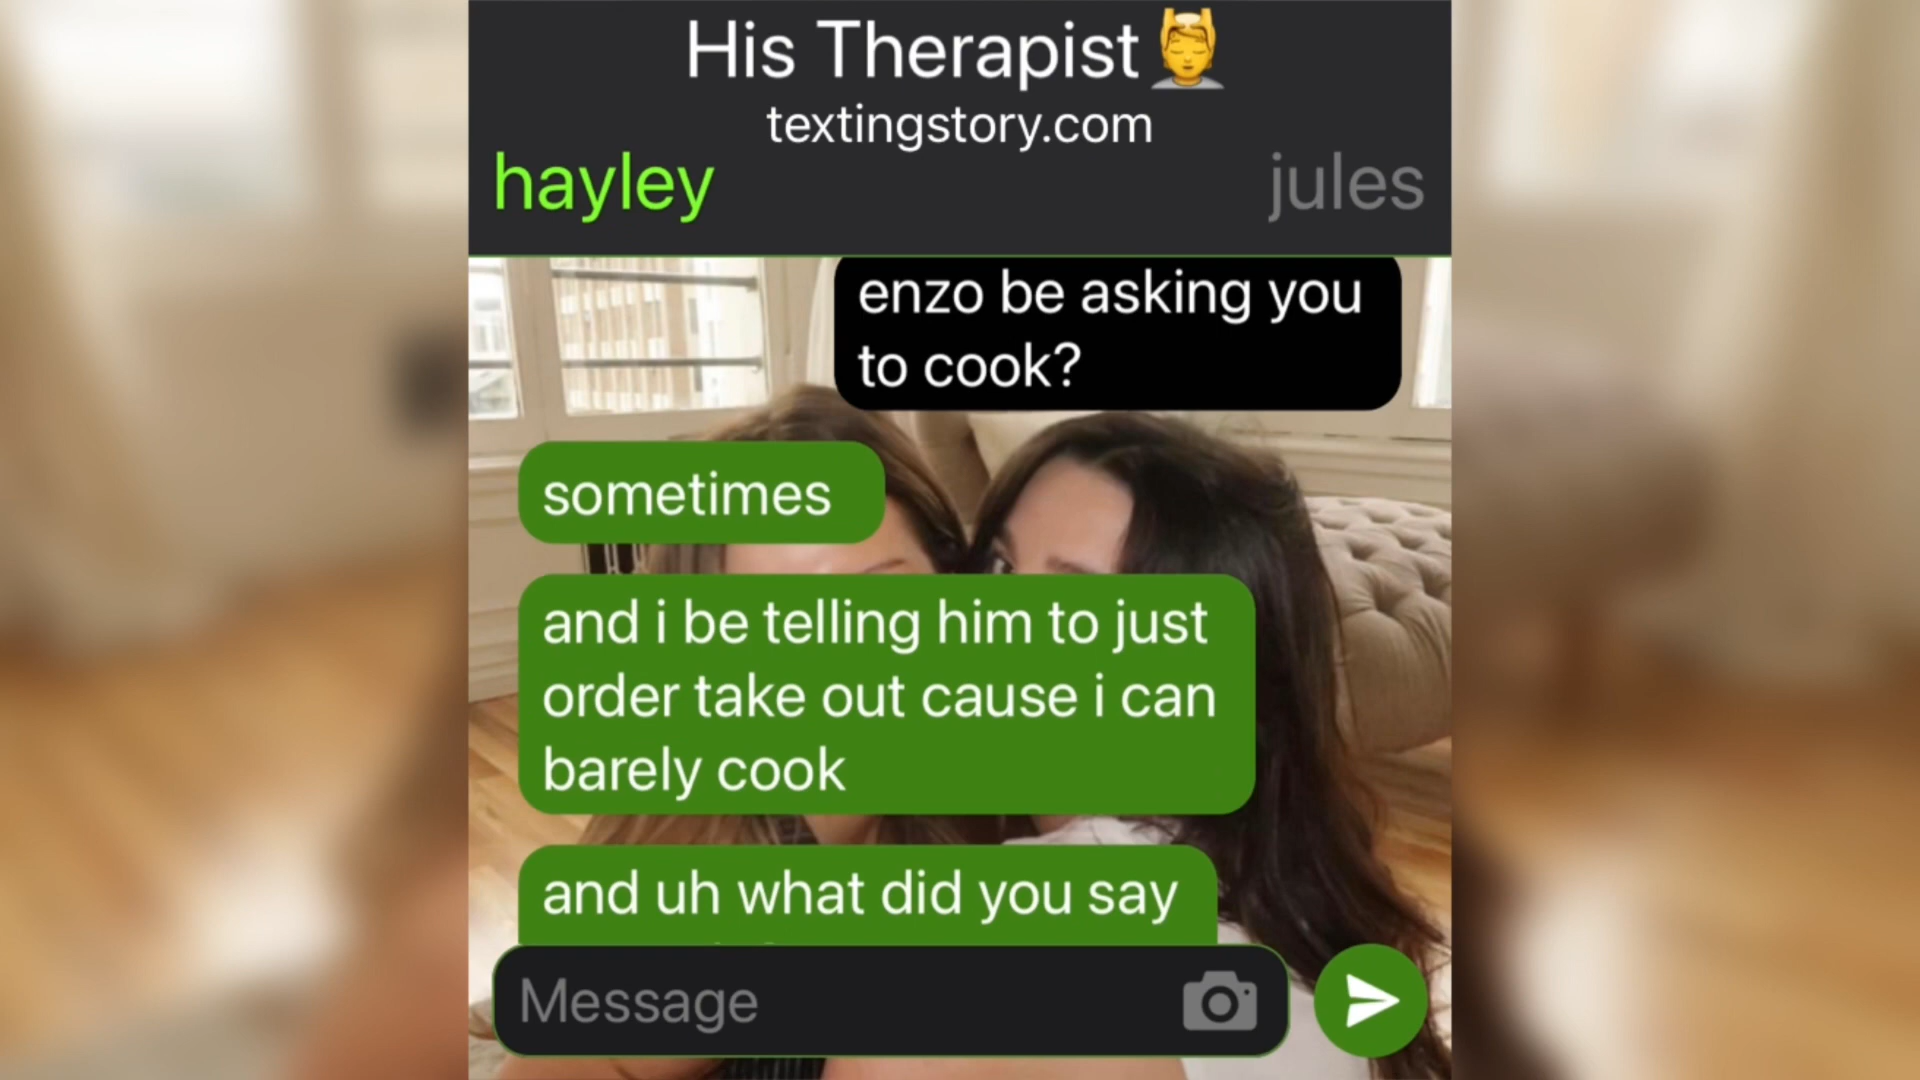 His Therapist💆
textingstory.com
hayley
jules
enzo be asking you
to cook?
sometimes
and i be telling him to just
order take out cause i can
barely cook
and uh what did you say
Message